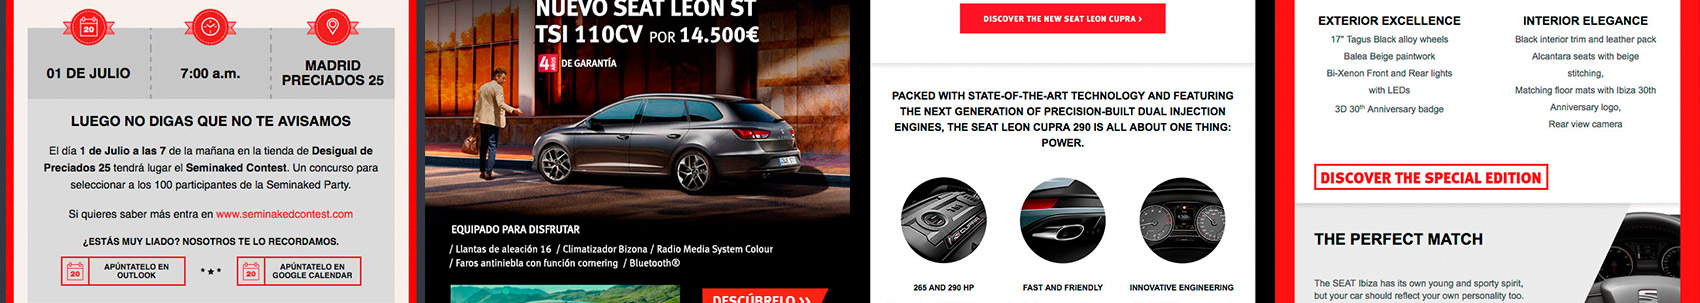 20
01 DE JULIO
7:00 a.m.
MADRID
PRECIADOS 25
LUEGO NO DIGAS QUE NO TE AVISAMOS
El día 1 de Julio a las 7 de la mañana en la tienda de Desigual de
Preciados 25 tendrá lugar el Seminaked Contest. Un concurso para
seleccionar a los 100 participantes de la Seminaked Party.
Si quieres saber más entra en www.seminakedcontest.com
¿ESTÁS MUY LIADO? NOSOTROS TE LO RECORDAMOS.
20
APÚNTATELO EN
OUTLOOK
20
APÚNTATELO EN
GOOGLE CALENDAR
NUEVO SEAT LEON ST
TSI 110CV POR 14.500€
4 AÑOS DE GARANTÍA
EQUIPADO PARA DISFRUTAR
/ Llantas de aleación 16 / Climatizador Bizona / Radio Media System Colour
/ Faros antiniebla con función cornering / Bluetooth®
DESCÚBRELO
DISCOVER THE NEW SEAT LEON CUPRA >
PACKED WITH STATE-OF-THE-ART TECHNOLOGY AND FEATURING
THE NEXT GENERATION OF PRECISION-BUILT DUAL INJECTION
ENGINES, THE SEAT LEON CUPRA 290 IS ALL ABOUT ONE THING:
POWER.
265 AND 290 HP
FAST AND FRIENDLY
INNOVATIVE ENGINEERING
EXTERIOR EXCELLENCE
17" Tagus Black alloy wheels
Balea Beige paintwork
Bi-Xenon Front and Rear lights
with LEDs
3D 30th Anniversary badge
INTERIOR ELEGANCE
Black interior trim and leather pack
Alcantara seats with beige
stitching,
Matching floor mats with Ibiza 30th
Anniversary logo,
Rear view camera
DISCOVER THE SPECIAL EDITION
THE PERFECT MATCH
The SEAT Ibiza has its own young and sporty spirit,
but your car should reflect your own personality too.